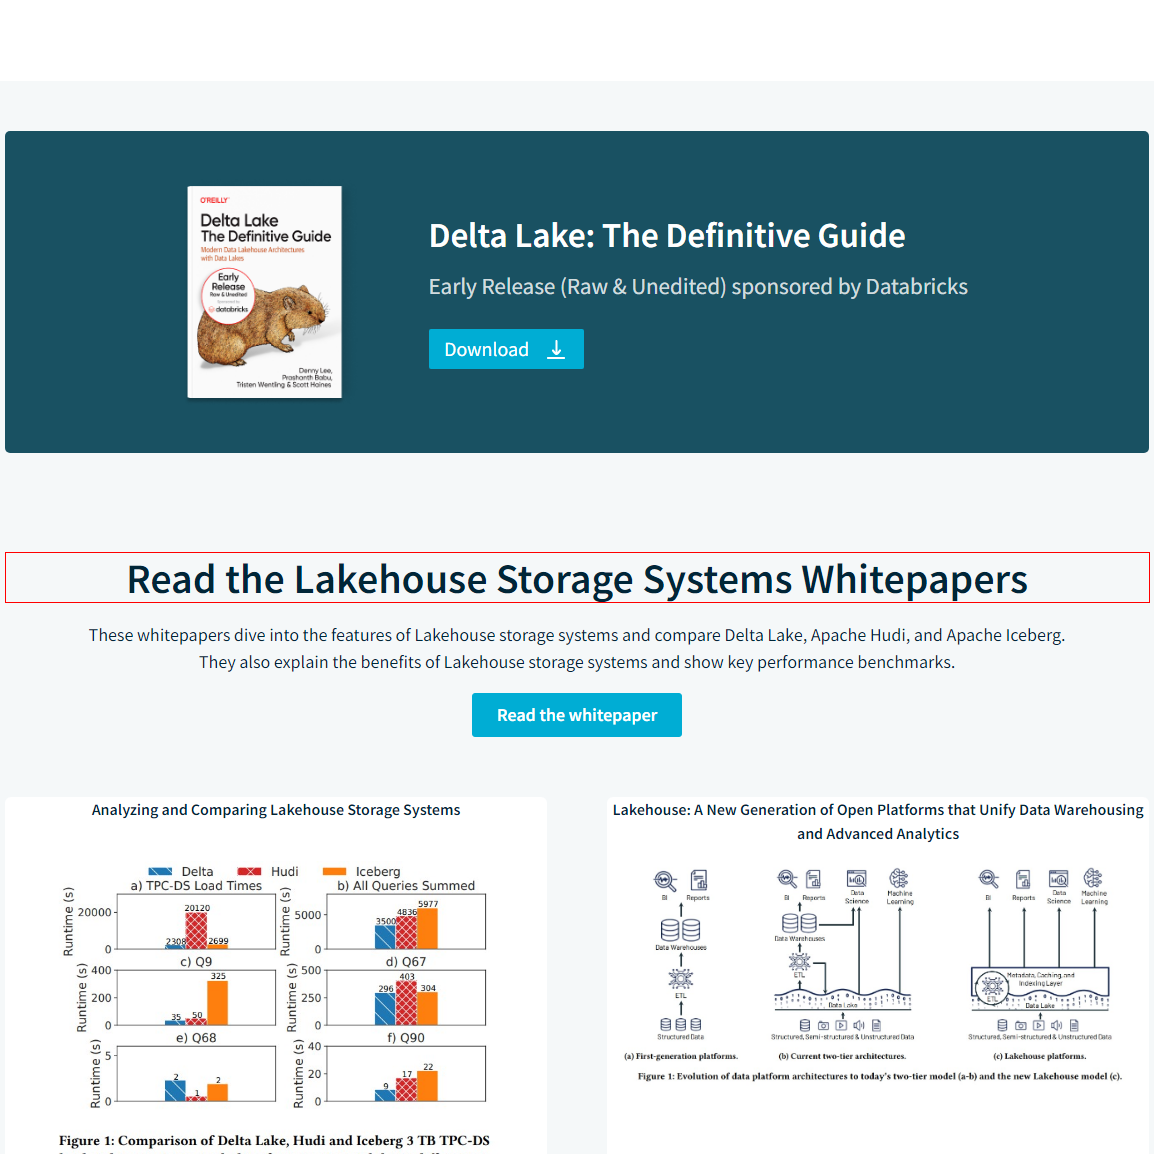 O'REILLY
Delta Lake
The Definitive Guide
Modern Data Lakehouse Architectures
with Data Lakes
Early
Release
Raw & Unedited
databricks
Denny Lee,
Prashanth Babu,
Tristen Wentling & Scott Haines
Delta Lake: The Definitive Guide
Early Release (Raw & Unedited) sponsored by Databricks
Download
Read the Lakehouse Storage Systems Whitepapers
These whitepapers dive into the features of Lakehouse storage systems and compare Delta Lake, Apache Hudi, and Apache Iceberg.
They also explain the benefits of Lakehouse storage systems and show key performance benchmarks.
Read the whitepaper
Analyzing and Comparing Lakehouse Storage Systems
Delta Hudi Iceberg
a) TPC-DS Load Times
Runtime (s)
20000
0
2308 20120 2699
b) All Queries Summed
Runtime (s)
5000
0
3500 4836 5977
c) Q9
Runtime (s)
400
200
0
35 50 325
d) Q67
Runtime (s)
500
250
0
296 403 304
e) Q68
Runtime (s)
5
0
2 1 2
f) Q90
Runtime (s)
40
20
0
9 17 22
Figure 1: Comparison of Delta Lake, Hudi and Iceberg 3 TB TPC-DS
Lakehouse: A New Generation of Open Platforms that Unify Data Warehousing
and Advanced Analytics
BI Reports
Data Warehouses
ETL
Structured Data
(a) First-generation platforms.
BI Reports Data Science Machine Learning
Data Warehouses
ETL
Data Lake
Structured, Semi-structured & Unstructured Data
(b) Current two-tier architectures.
BI Reports Data Science Machine Learning
Metadata, Caching, and
Indexing Layer
ETL
Data Lake
Structured, Semi-structured & Unstructured Data
(c) Lakehouse platforms.
Figure 1: Evolution of data platform architectures to today's two-tier model (a-b) and the new Lakehouse model (c).